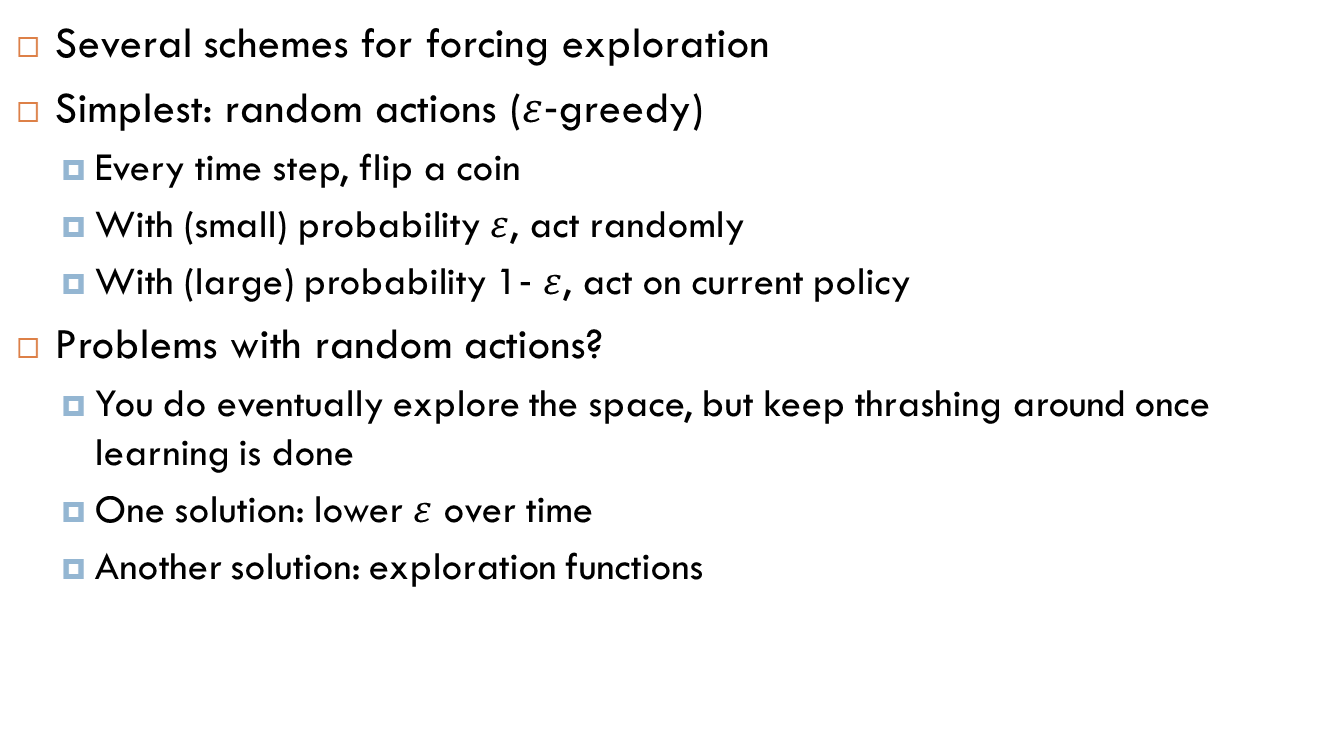 Several schemes for forcing exploration
Simplest: random actions (ε-greedy)
Every time step, flip a coin
With (small) probability ε, act randomly
With (large) probability 1- ε, act on current policy
Problems with random actions?
You do eventually explore the space, but keep thrashing around once
learning is done
One solution: lower ε over time
Another solution: exploration functions